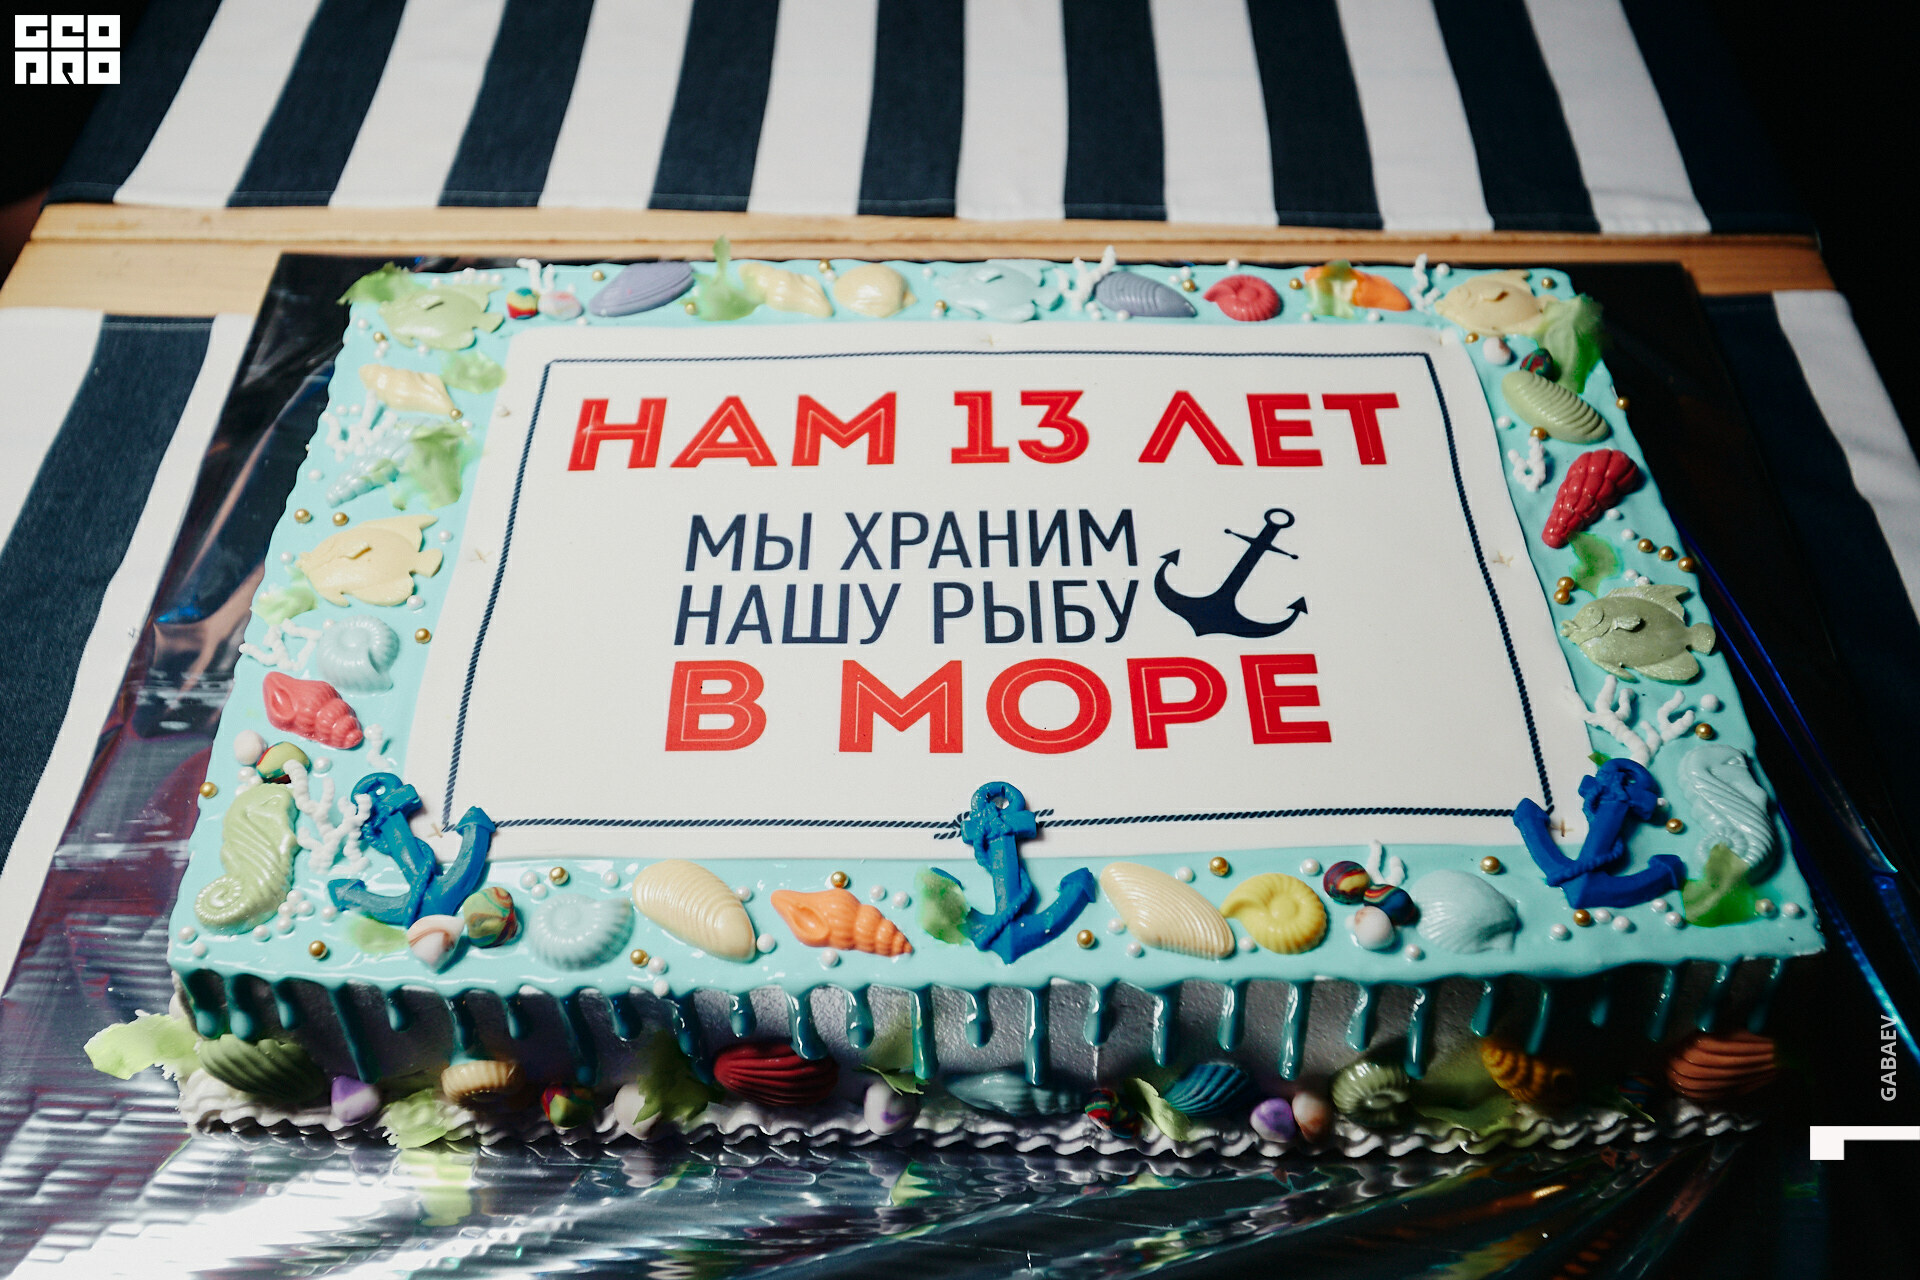 GEO
PRO
НАМ 13 ЛЕТ
МЫ ХРАНИМ
НАШУ РЫБУ
В МОРЕ
GABAEV